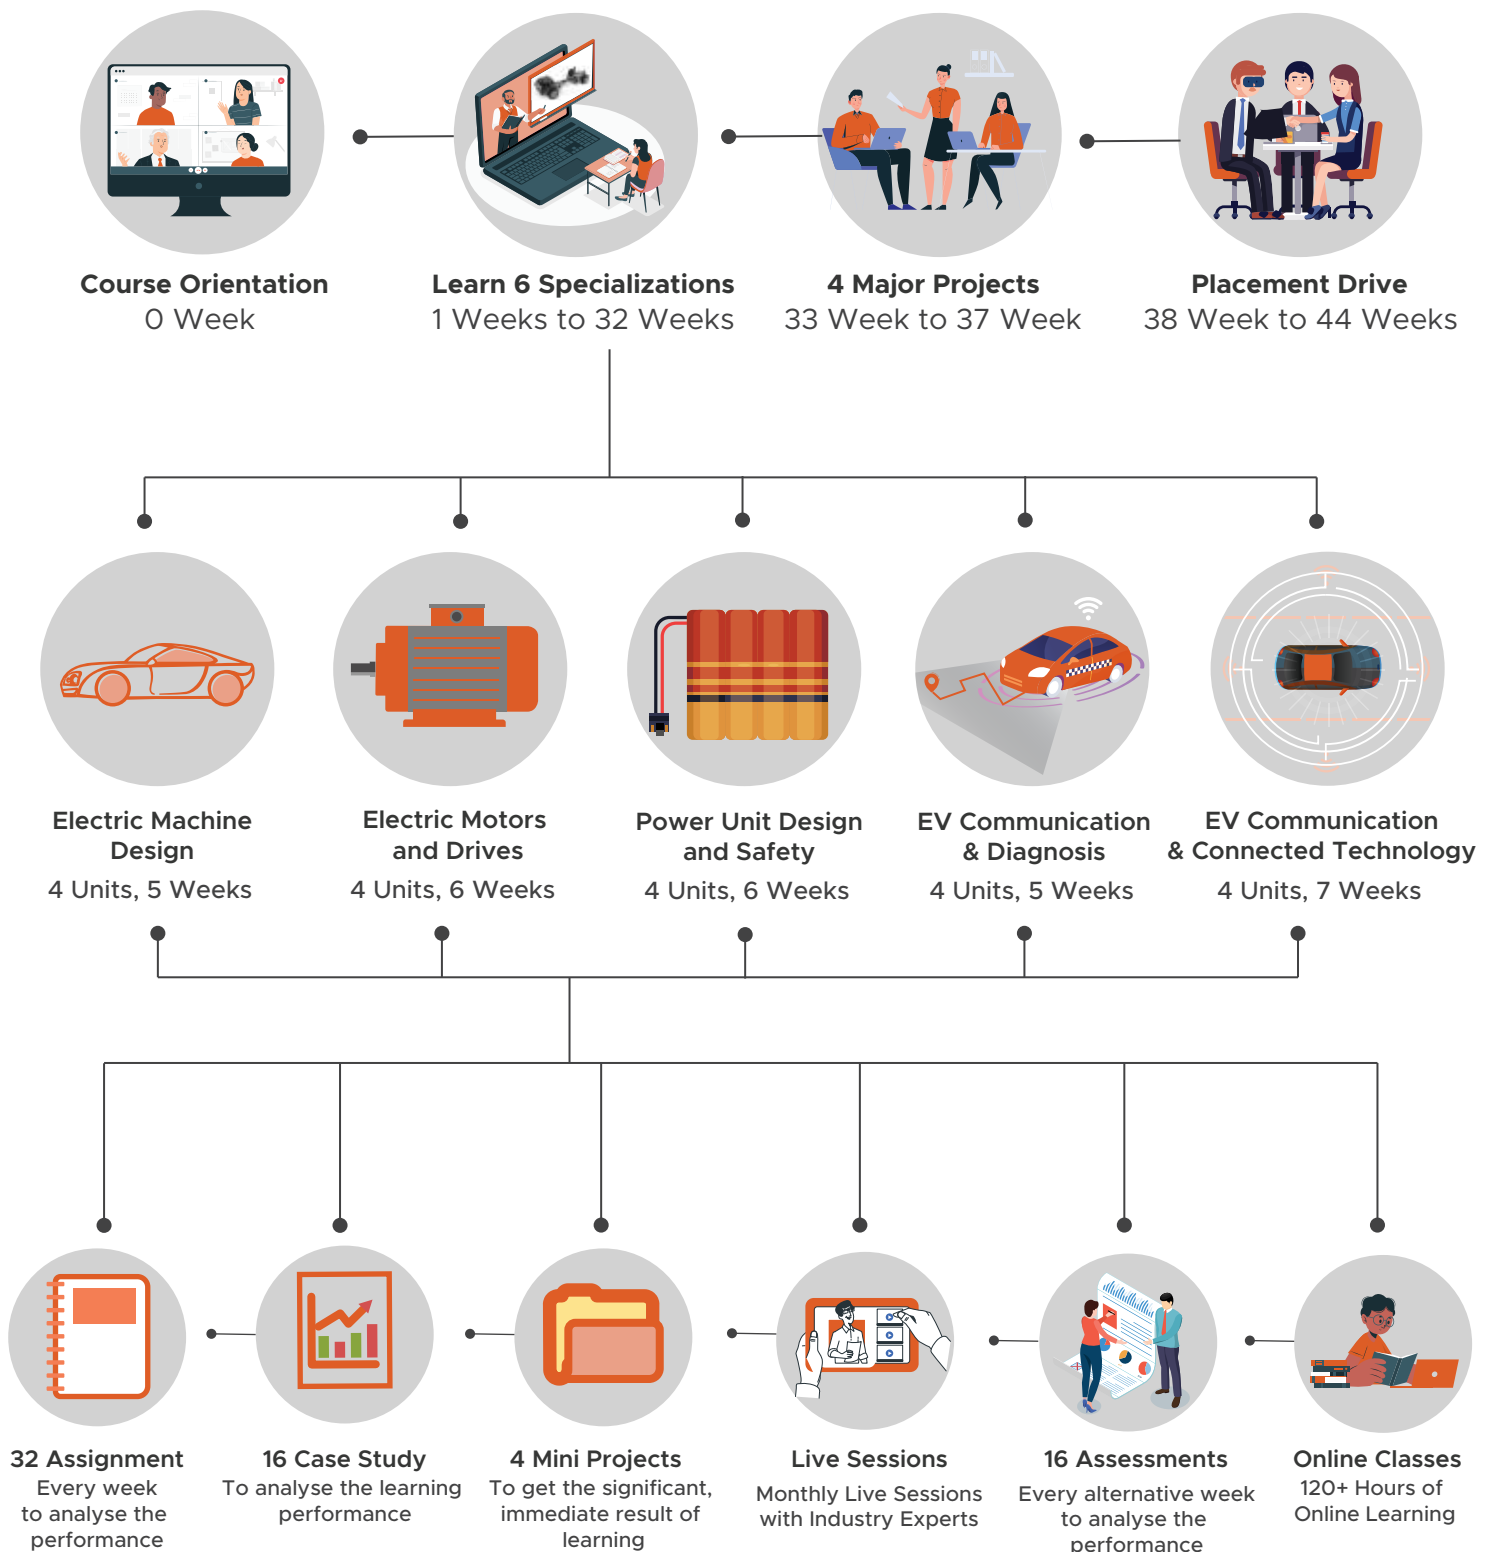 Course Orientation
0 Week
Learn 6 Specializations
1 Weeks to 32 Weeks
4 Major Projects
33 Week to 37 Week
Placement Drive
38 Week to 44 Weeks
Electric Machine
Design
4 Units, 5 Weeks
Electric Motors
and Drives
4 Units, 6 Weeks
Power Unit Design
and Safety
4 Units, 6 Weeks
EV Communication
& Diagnosis
4 Units, 5 Weeks
EV Communication
& Connected Technology
4 Units, 7 Weeks
32 Assignment
Every week
to analyse the
performance
16 Case Study
To analyse the learning
performance
4 Mini Projects
To get the significant,
immediate result of
learning
Live Sessions
Monthly Live Sessions
with Industry Experts
16 Assessments
Every alternative week
to analyse the
performance
Online Classes
120+ Hours of
Online Learning